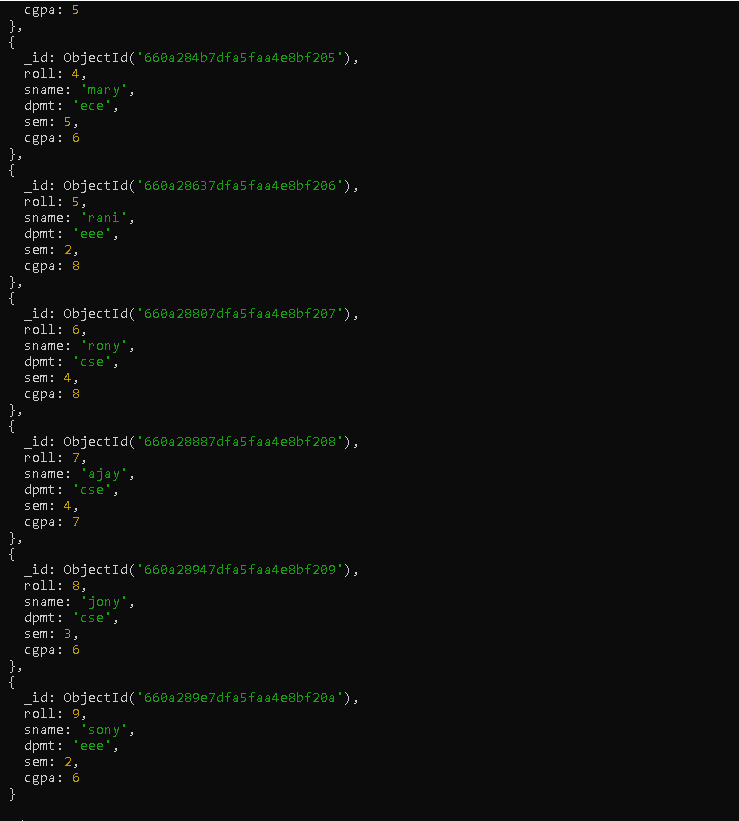 cgpa: 5
},
{
_id: ObjectId('660a284b7dfa5faa4e8bf205'),
roll: 4,
sname: 'mary',
dpmt: 'ece',
sem: 5,
cgpa: 6
},
{
_id: ObjectId('660a28637dfa5faa4e8bf206'),
roll: 5,
sname: 'rani',
dpmt: 'eee',
sem: 2,
cgpa: 8
},
{
_id: ObjectId('660a28807dfa5faa4e8bf207'),
roll: 6,
sname: 'rony',
dpmt: 'cse',
sem: 4,
cgpa: 8
},
{
_id: ObjectId('660a28887dfa5faa4e8bf208'),
roll: 7,
sname: 'ajay',
dpmt: 'cse',
sem: 4,
cgpa: 7
},
{
_id: ObjectId('660a28947dfa5faa4e8bf209'),
roll: 8,
sname: 'jony',
dpmt: 'cse',
sem: 3,
cgpa: 6
},
{
_id: ObjectId('660a289e7dfa5faa4e8bf20a'),
roll: 9,
sname: 'sony',
dpmt: 'eee',
sem: 2,
cgpa: 6
}